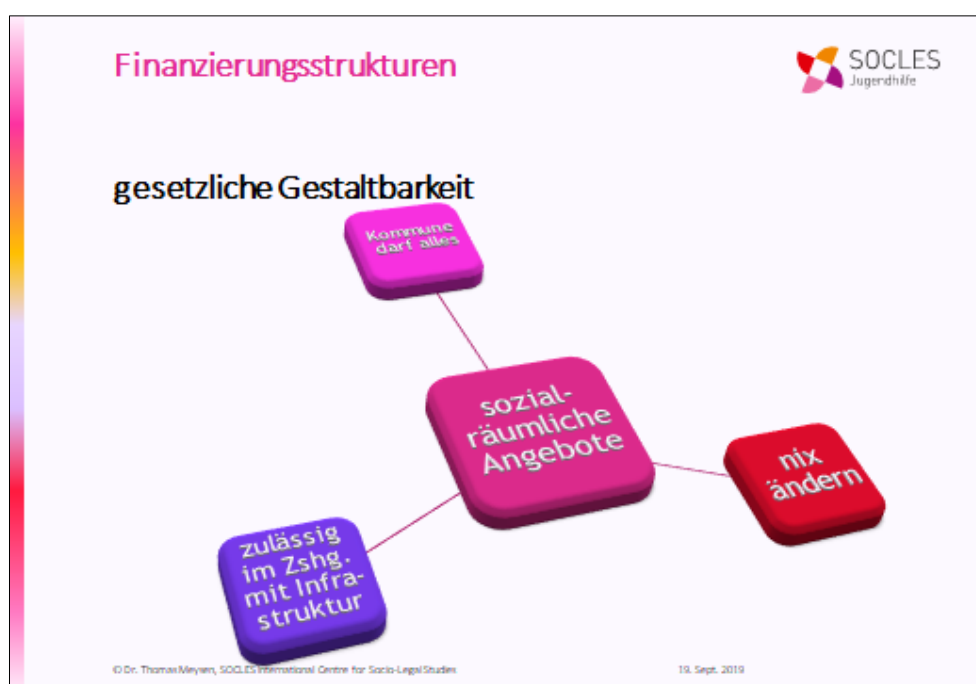 Finanzierungsstrukturen
SOCLES
Jugendhilfe
gesetzliche Gestaltbarkeit
Kommune
darf alles
sozial-
räumliche
Angebote
nix
ändern
zulässig
im Zshg.
mit Infra-
struktur
© Dr. Thomas Meysen, SOCLES International Centre for Socio-Legal Studies
19. Sept. 2019